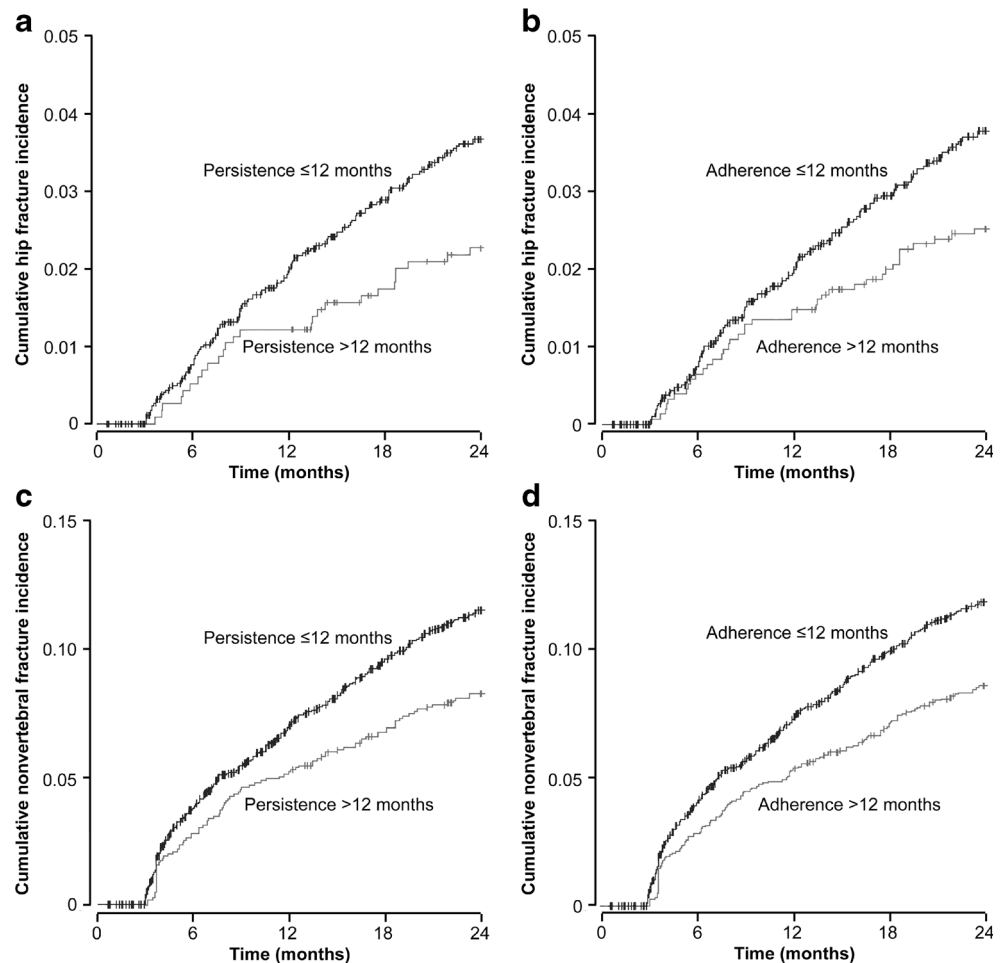 a
Cumulative hip fracture incidence
0.05
0.04
0.03
0.02
0.01
0
Persistence ≤12 months
Persistence >12 months
0 6 12 18 24
Time (months)
b
Cumulative hip fracture incidence
0.05
0.04
0.03
0.02
0.01
0
Adherence ≤12 months
Adherence >12 months
0 6 12 18 24
Time (months)
c
Cumulative nonvertebral fracture incidence
0.15
0.10
0.05
0
Persistence ≤12 months
Persistence >12 months
0 6 12 18 24
Time (months)
d
Cumulative nonvertebral fracture incidence
0.15
0.10
0.05
0
Adherence ≤12 months
Adherence >12 months
0 6 12 18 24
Time (months)